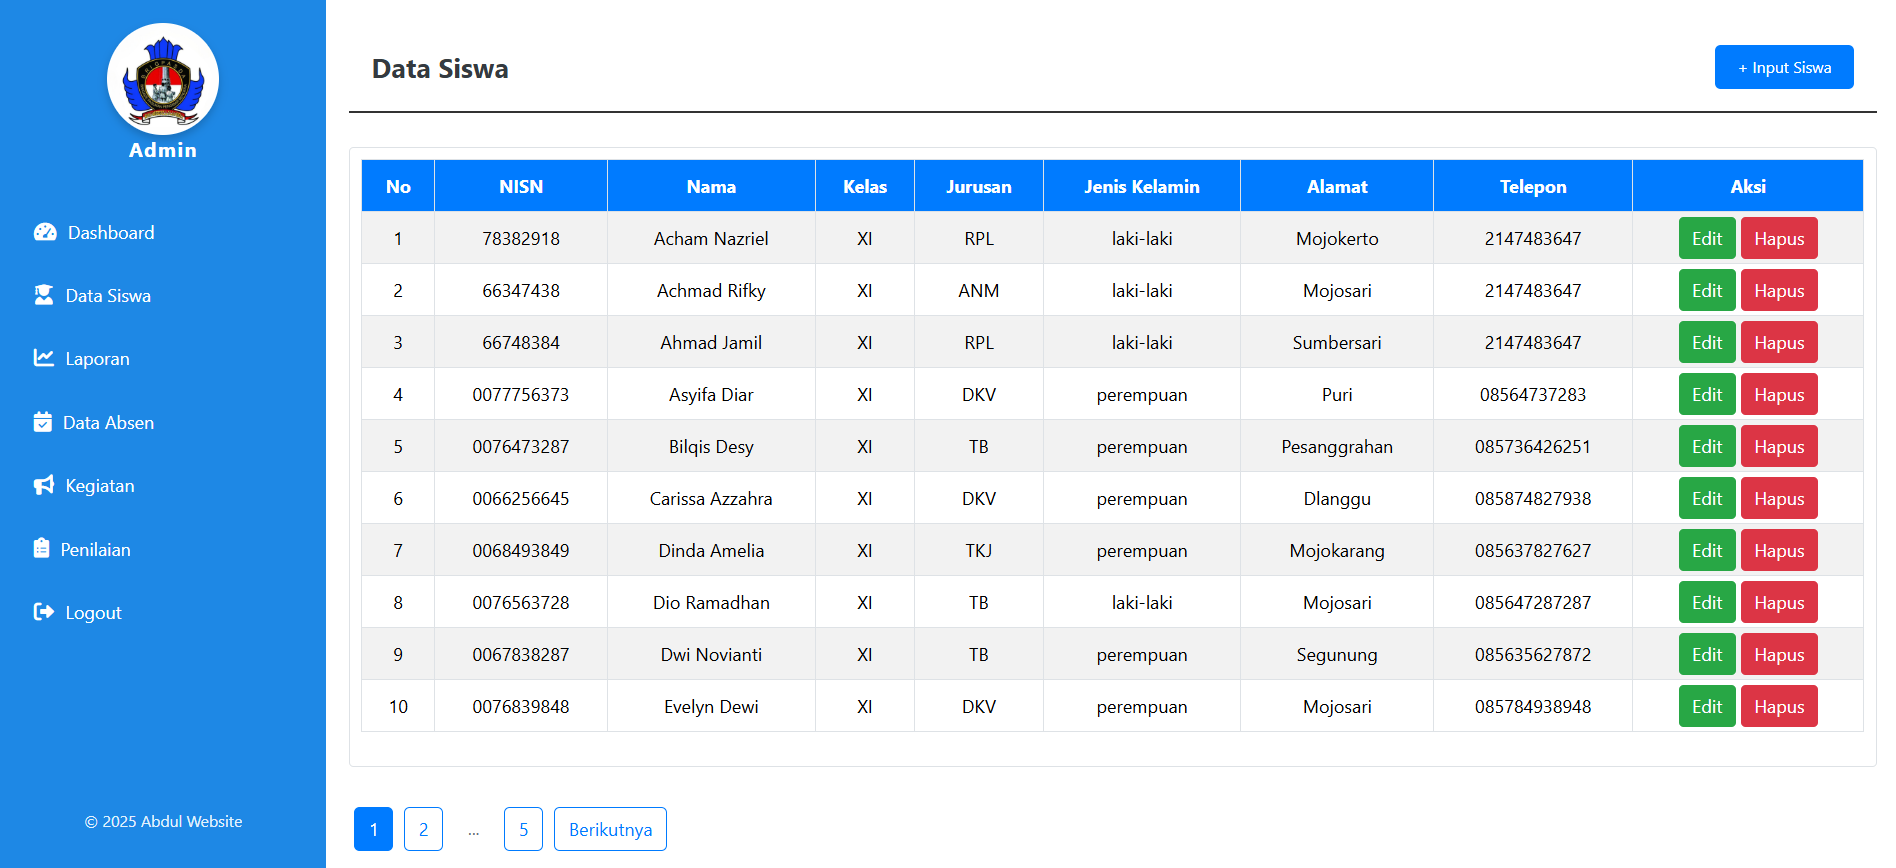 Admin
Dashboard
Data Siswa
Laporan
Data Absen
Kegiatan
Penilaian
Logout
© 2025 Abdul Website
Data Siswa
+ Input Siswa
No NISN Nama Kelas Jurusan Jenis Kelamin Alamat Telepon Aksi
1 78382918 Acham Nazriel XI RPL laki-laki Mojokerto 2147483647 Edit Hapus
2 66347438 Achmad Rifky XI ANM laki-laki Mojosari 2147483647 Edit Hapus
3 66748384 Ahmad Jamil XI RPL laki-laki Sumbersari 2147483647 Edit Hapus
4 0077756373 Asyifa Diar XI DKV perempuan Puri 08564737283 Edit Hapus
5 0076473287 Bilqis Desy XI TB perempuan Pesanggrahan 085736426251 Edit Hapus
6 0066256645 Carissa Azzahra XI DKV perempuan Dlanggu 085874827938 Edit Hapus
7 0068493849 Dinda Amelia XI TKJ perempuan Mojokarang 085637827627 Edit Hapus
8 0076563728 Dio Ramadhan XI TB laki-laki Mojosari 085647287287 Edit Hapus
9 0067838287 Dwi Novianti XI TB perempuan Segunung 085635627872 Edit Hapus
10 0076839848 Evelyn Dewi XI DKV perempuan Mojosari 085784938948 Edit Hapus
1 2 ... 5 Berikutnya